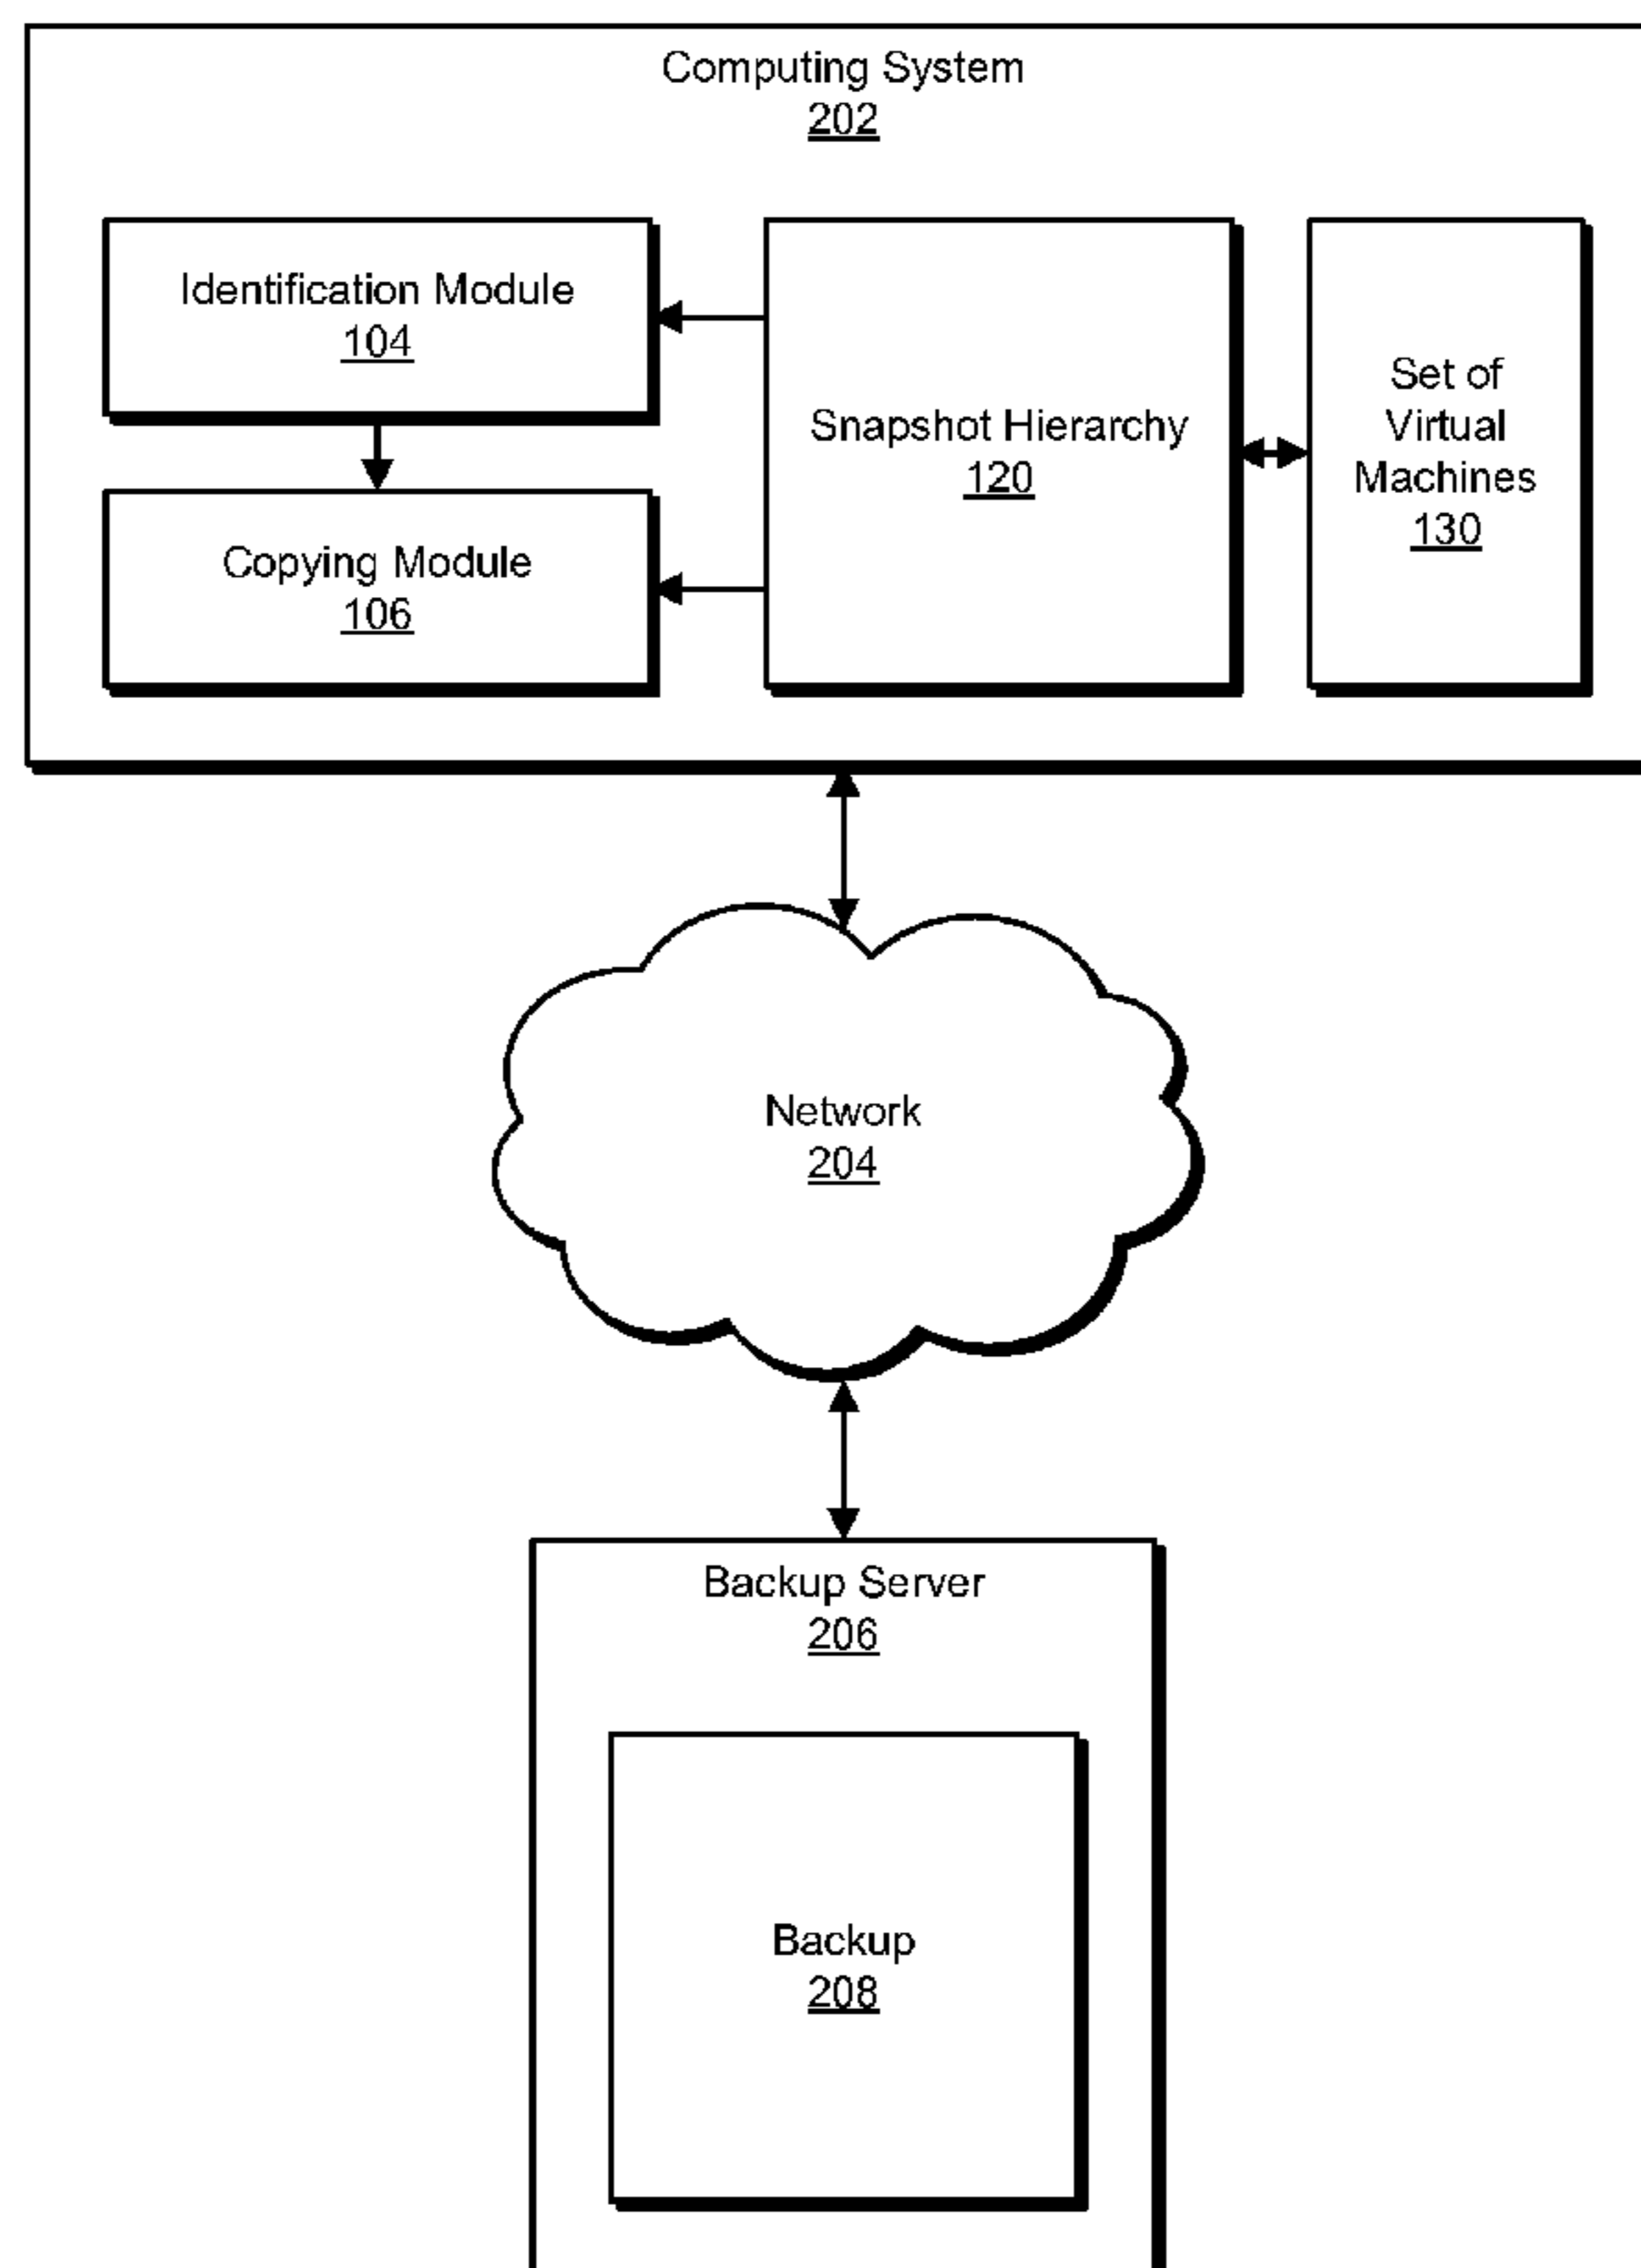 Computing System
202
Identification Module
104
Snapshot Hierarchy
120
Set of
Virtual
Machines
130
Copying Module
106
Network
204
Backup Server
206
Backup
208